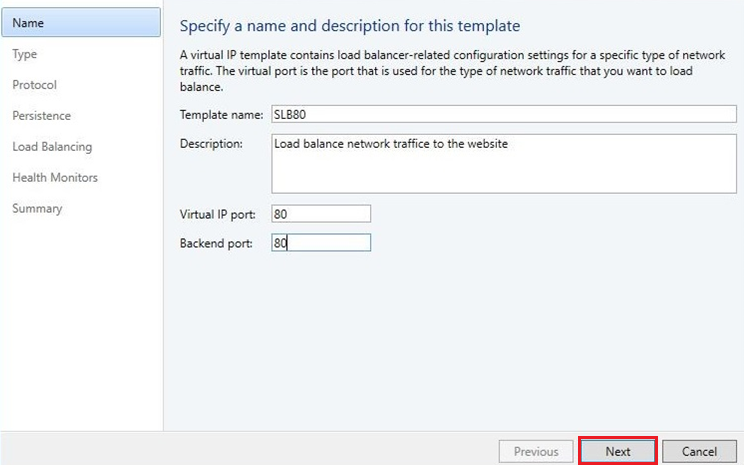 Name
Type
Protocol
Persistence
Load Balancing
Health Monitors
Summary
Specify a name and description for this template
A virtual IP template contains load balancer-related configuration settings for a specific type of network
traffic. The virtual port is the port that is used for the type of network traffic that you want to load
balance.
Template name: SLB80
Description: Load balance network traffice to the website
Virtual IP port: 80
Backend port: 80
Previous Next Cancel